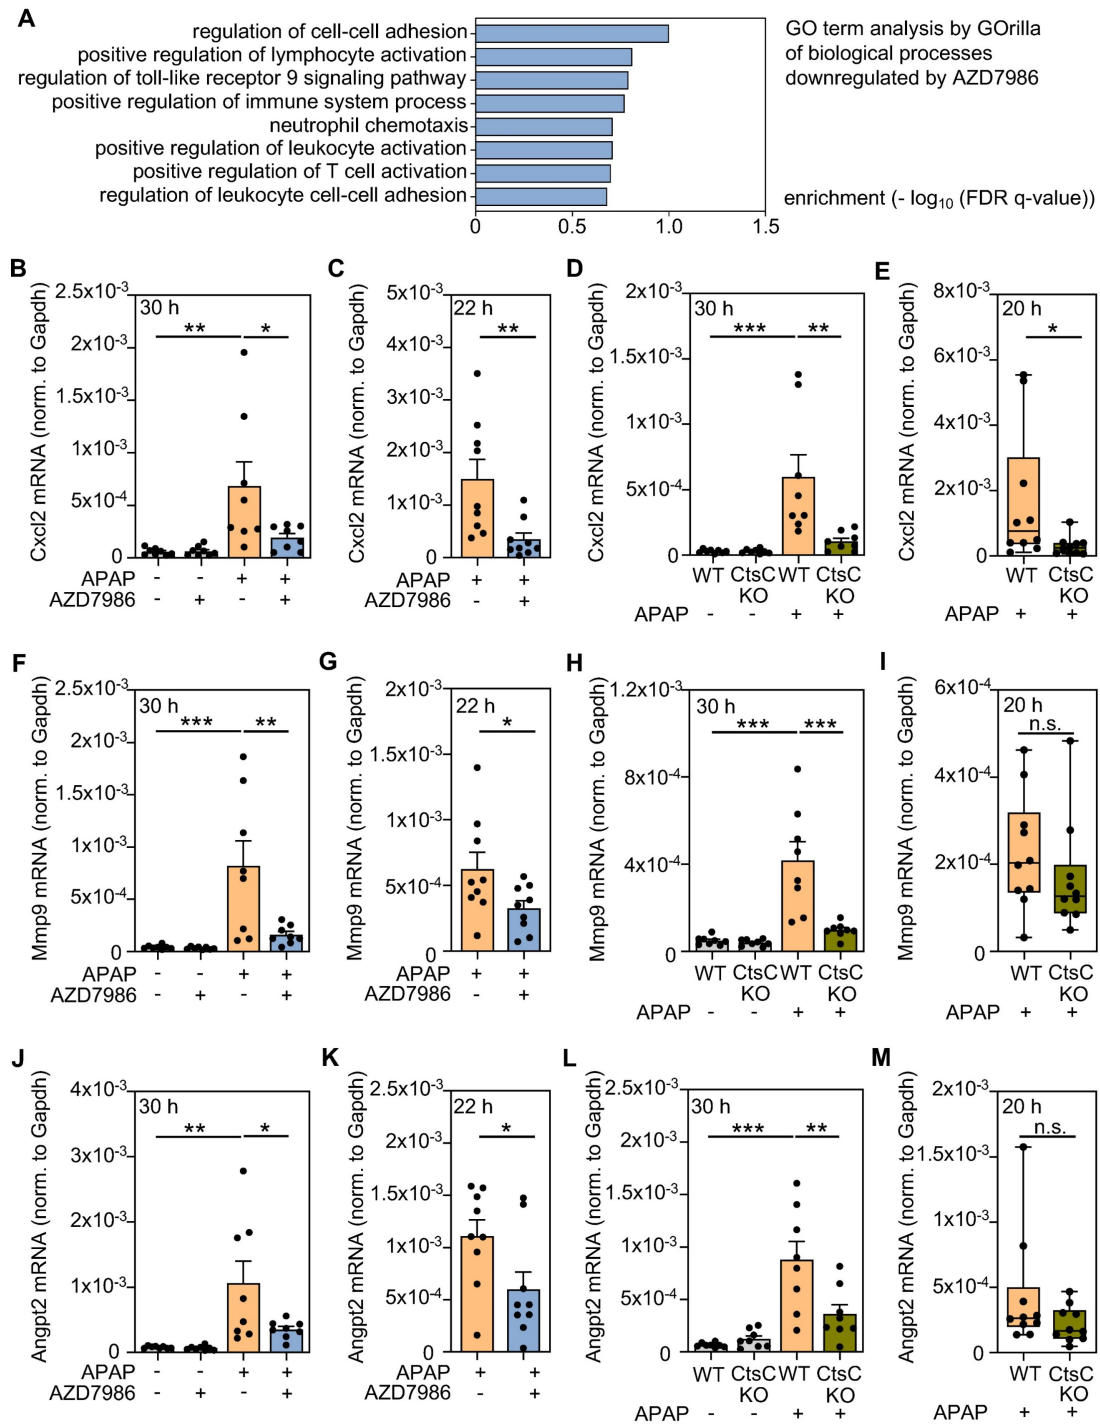 A
regulation of cell-cell adhesion
positive regulation of lymphocyte activation
regulation of toll-like receptor 9 signaling pathway
positive regulation of immune system process
neutrophil chemotaxis
positive regulation of leukocyte activation
positive regulation of T cell activation
regulation of leukocyte cell-cell adhesion
0 0.5 1.0 1.5
GO term analysis by GOrilla
of biological processes
downregulated by AZD7986
enrichment (- log10 (FDR q-value))
B
Cxcl2 mRNA (norm. to Gapdh)
2.5x10-3
2x10-3
1.5x10-3
1x10-3
5x10-4
0
30 h
** *
APAP - - + +
AZD7986 - + - +
C
Cxcl2 mRNA (norm. to Gapdh)
5x10-3
4x10-3
3x10-3
2x10-3
1x10-3
0
22 h
**
APAP + +
AZD7986 - +
D
Cxcl2 mRNA (norm. to Gapdh)
2x10-3
1.5x10-3
1x10-3
5x10-4
0
30 h
*** **
WT CtsC WT CtsC
KO KO
APAP - - + +
E
Cxcl2 mRNA (norm. to Gapdh)
8x10-3
6x10-3
4x10-3
2x10-3
0
20 h
*
WT CtsC
KO
APAP + +
F
Mmp9 mRNA (norm. to Gapdh)
2.5x10-3
2x10-3
1.5x10-3
1x10-3
5x10-4
0
30 h
*** **
APAP - - + +
AZD7986 - + - +
G
Mmp9 mRNA (norm. to Gapdh)
2x10-3
1.5x10-3
1x10-3
5x10-4
0
22 h
*
APAP + +
AZD7986 - +
H
Mmp9 mRNA (norm. to Gapdh)
1.2x10-3
8x10-4
4x10-4
0
30 h
*** ***
WT CtsC WT CtsC
KO KO
APAP - - + +
I
Mmp9 mRNA (norm. to Gapdh)
6x10-4
4x10-4
2x10-4
0
20 h
n.s.
WT CtsC
KO
APAP + +
J
Angpt2 mRNA (norm. to Gapdh)
4x10-3
3x10-3
2x10-3
1x10-3
0
30 h
** *
APAP - - + +
AZD7986 - + - +
K
Angpt2 mRNA (norm. to Gapdh)
2.5x10-3
2x10-3
1.5x10-3
1x10-3
5x10-4
0
22 h
*
APAP + +
AZD7986 - +
L
Angpt2 mRNA (norm. to Gapdh)
2.5x10-3
2x10-3
1.5x10-3
1x10-3
5x10-4
0
30 h
*** **
WT CtsC WT CtsC
KO KO
APAP - - + +
M
Angpt2 mRNA (norm. to Gapdh)
2x10-3
1.5x10-3
1x10-3
5x10-4
0
20 h
n.s.
WT CtsC
KO
APAP + +